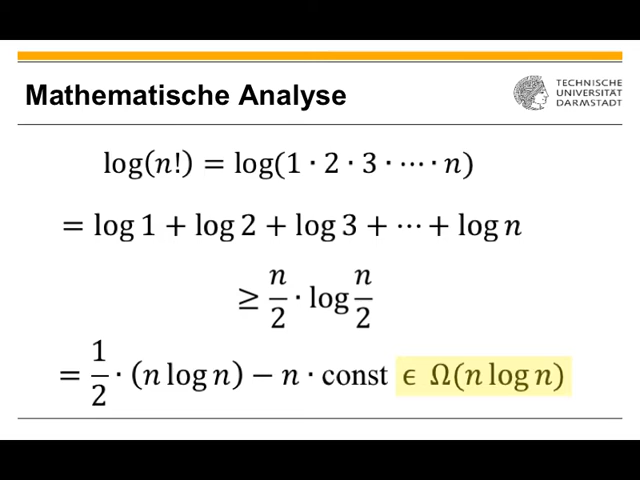 Mathematische Analyse
TECHNISCHE
UNIVERSITÄT
DARMSTADT
log(n!) = log(1 · 2 · 3 · ⋯ · n)
= log 1 + log 2 + log 3 + ⋯ + log n
≥ n/2 · log n/2
= 1/2 · (n log n) − n · const ϵ Ω(n log n)